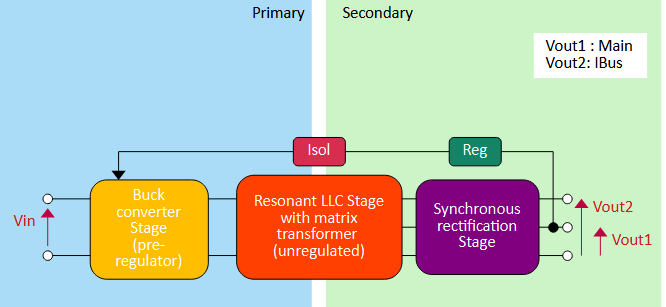 Primary
Secondary
Vout1 : Main
Vout2: IBus
Isol
Reg
Buck
converter
Stage
(pre-
regulator)
Resonant LLC Stage
with matrix
transformer
(unregulated)
Synchronous
rectification
Stage
Vin
Vout2
Vout1